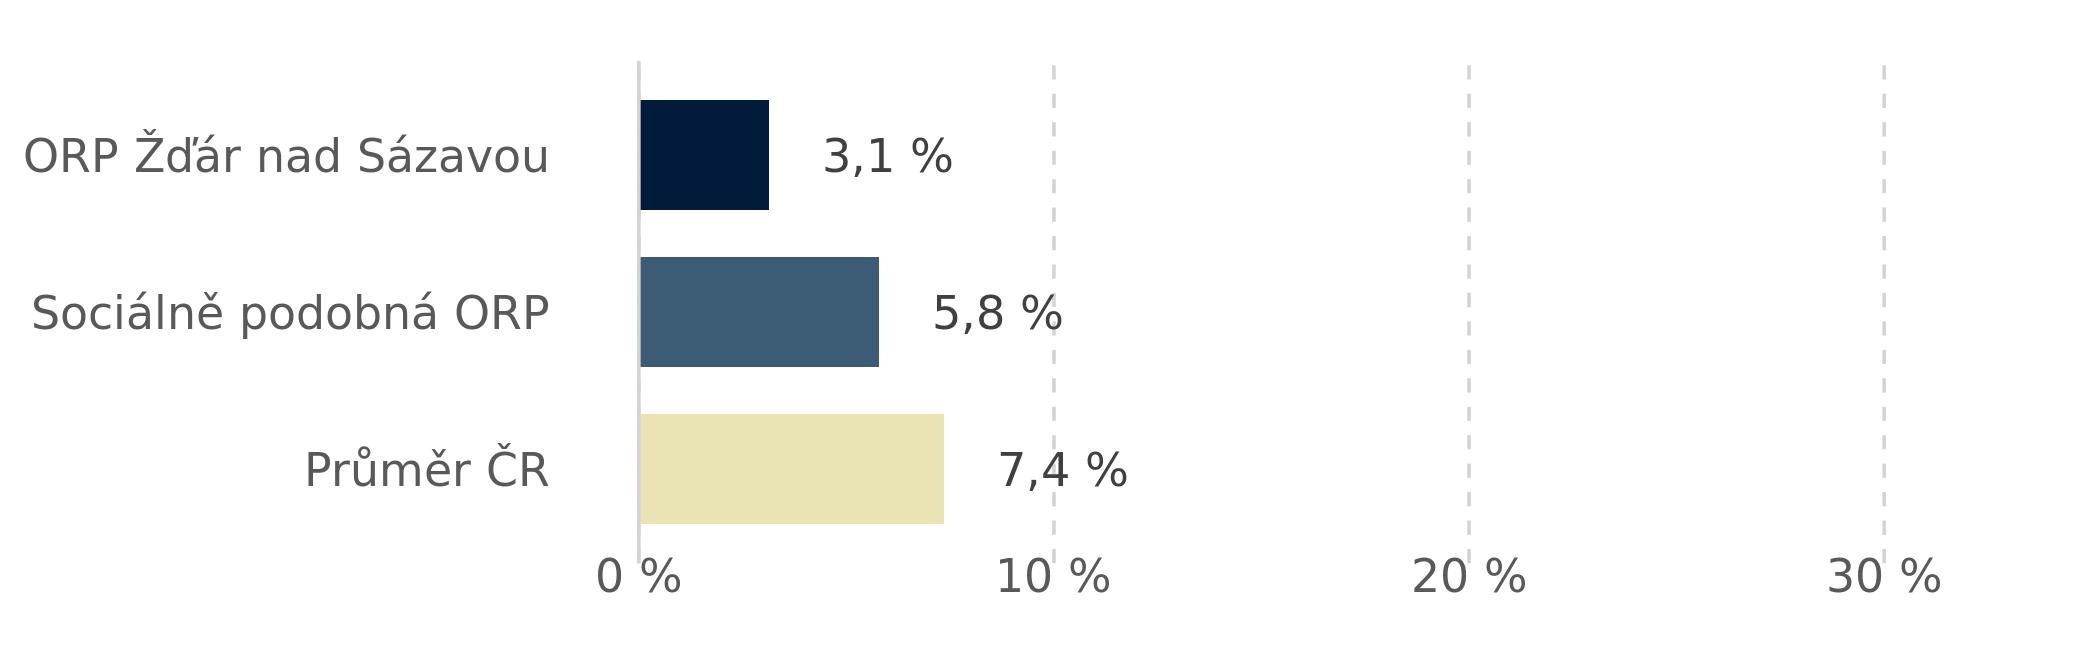 ORP Žďár nad Sázavou 3,1 %
Sociálně podobná ORP 5,8 %
Průměr ČR 7,4 %
0 % 10 % 20 % 30 %